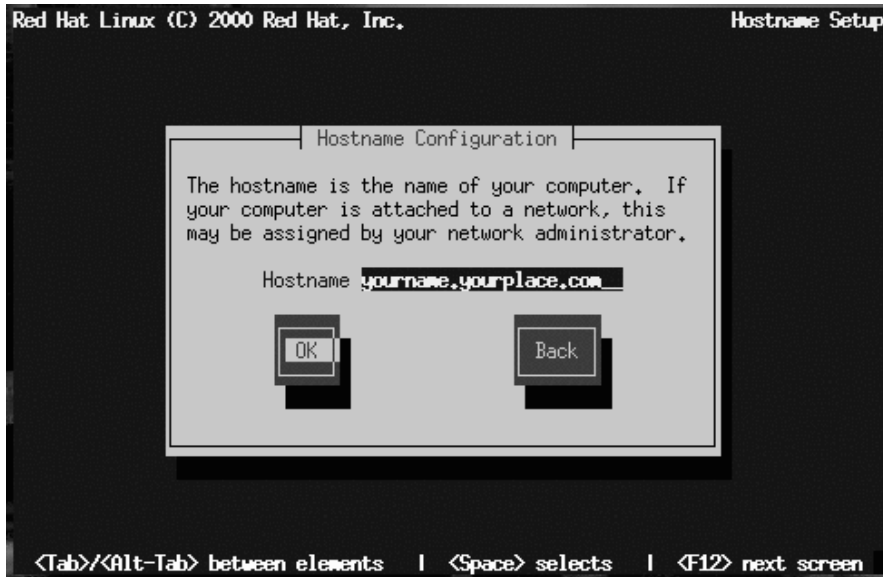 Red Hat Linux (C) 2000 Red Hat, Inc. Hostname Setup
Hostname Configuration
The hostname is the name of your computer. If
your computer is attached to a network, this
may be assigned by your network administrator.
Hostname yourname.yourplace.com__
OK Back
<Tab>/<Alt-Tab> between elements | <Space> selects | <F12> next screen